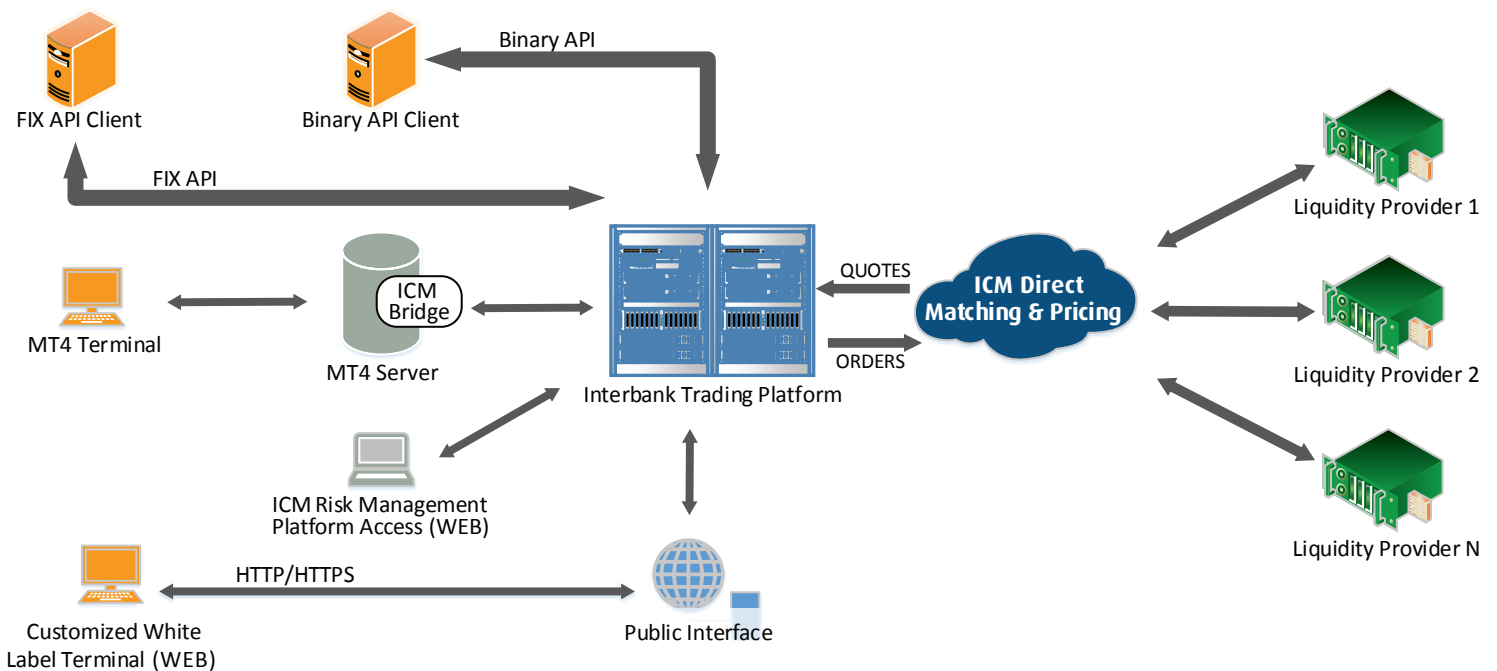 Binary API
FIX API Client
Binary API Client
FIX API
Liquidity Provider 1
QUOTES
ICM Direct
Matching & Pricing
ICM
Bridge
MT4 Terminal
MT4 Server
ORDERS
Interbank Trading Platform
Liquidity Provider 2
ICM Risk Management
Platform Access (WEB)
Liquidity Provider N
HTTP/HTTPS
Customized White
Label Terminal (WEB)
Public Interface